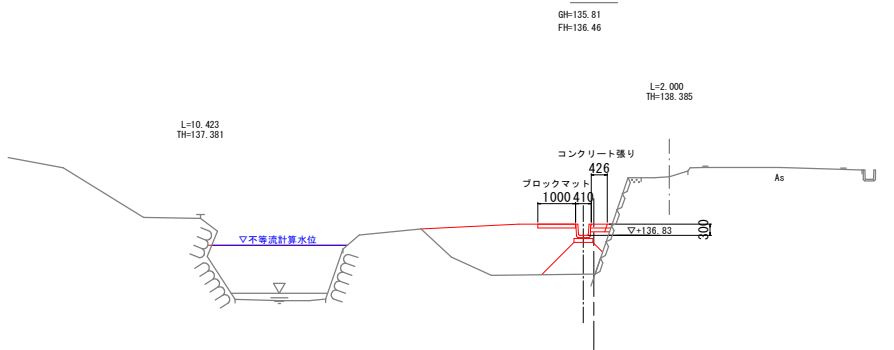 GH=135.81
FH=136.46
L=2.000
TH=138.385
L=10.423
TH=137.381
コンクリート張り
426
As
ブロックマット
1000
410
▽+136.83
300
▽不等流計算水位